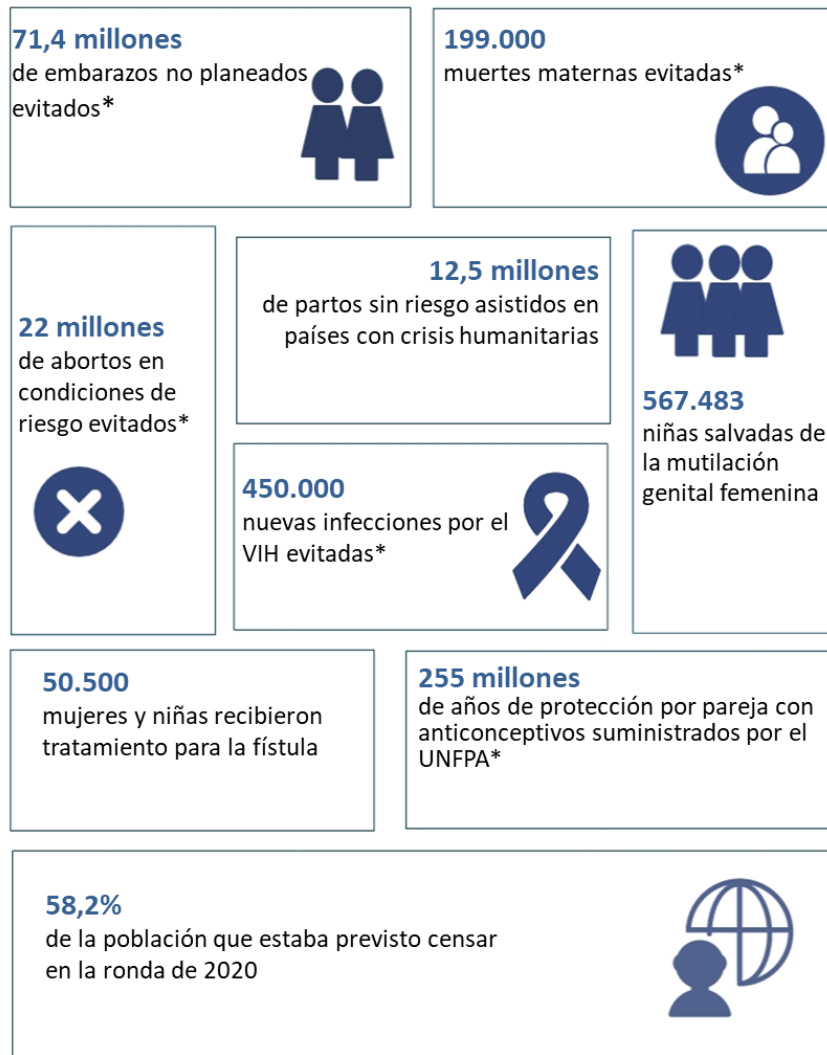 71,4 millones
de embarazos no planeados
evitados*
199.000
muertes maternas evitadas*
22 millones
de abortos en
condiciones de
riesgo evitados*
12,5 millones
de partos sin riesgo asistidos en
países con crisis humanitarias
567.483
niñas salvadas de
la mutilación
genital femenina
450.000
nuevas infecciones por el
VIH evitadas*
50.500
mujeres y niñas recibieron
tratamiento para la fístula
255 millones
de años de protección por pareja con
anticonceptivos suministrados por el
UNFPA*
58,2%
de la población que estaba previsto censar
en la ronda de 2020